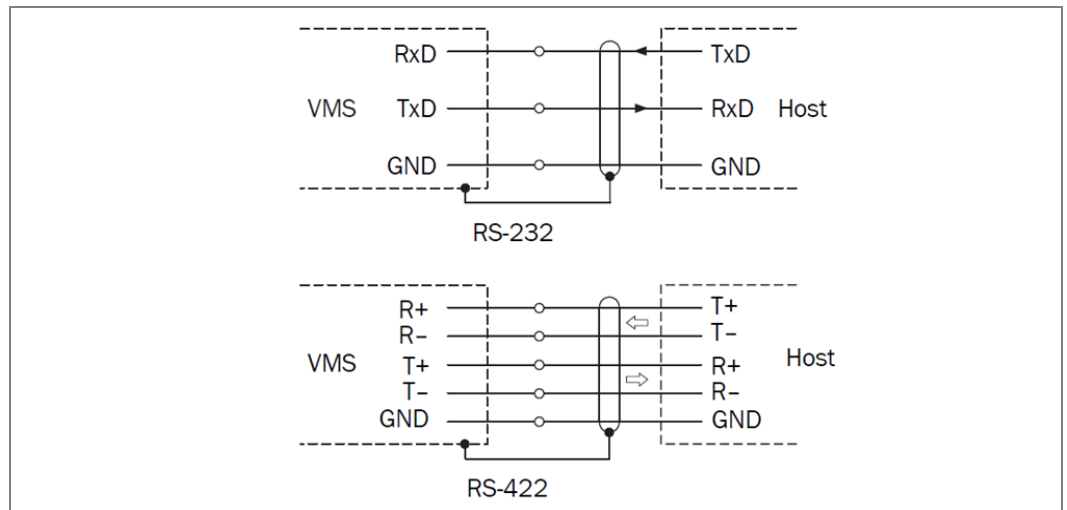 RxD TxD
VMS TxD RxD Host
GND GND
RS-232
R+ T+
R− T−
VMS Host
T+ R+
T− R−
GND GND
RS-422